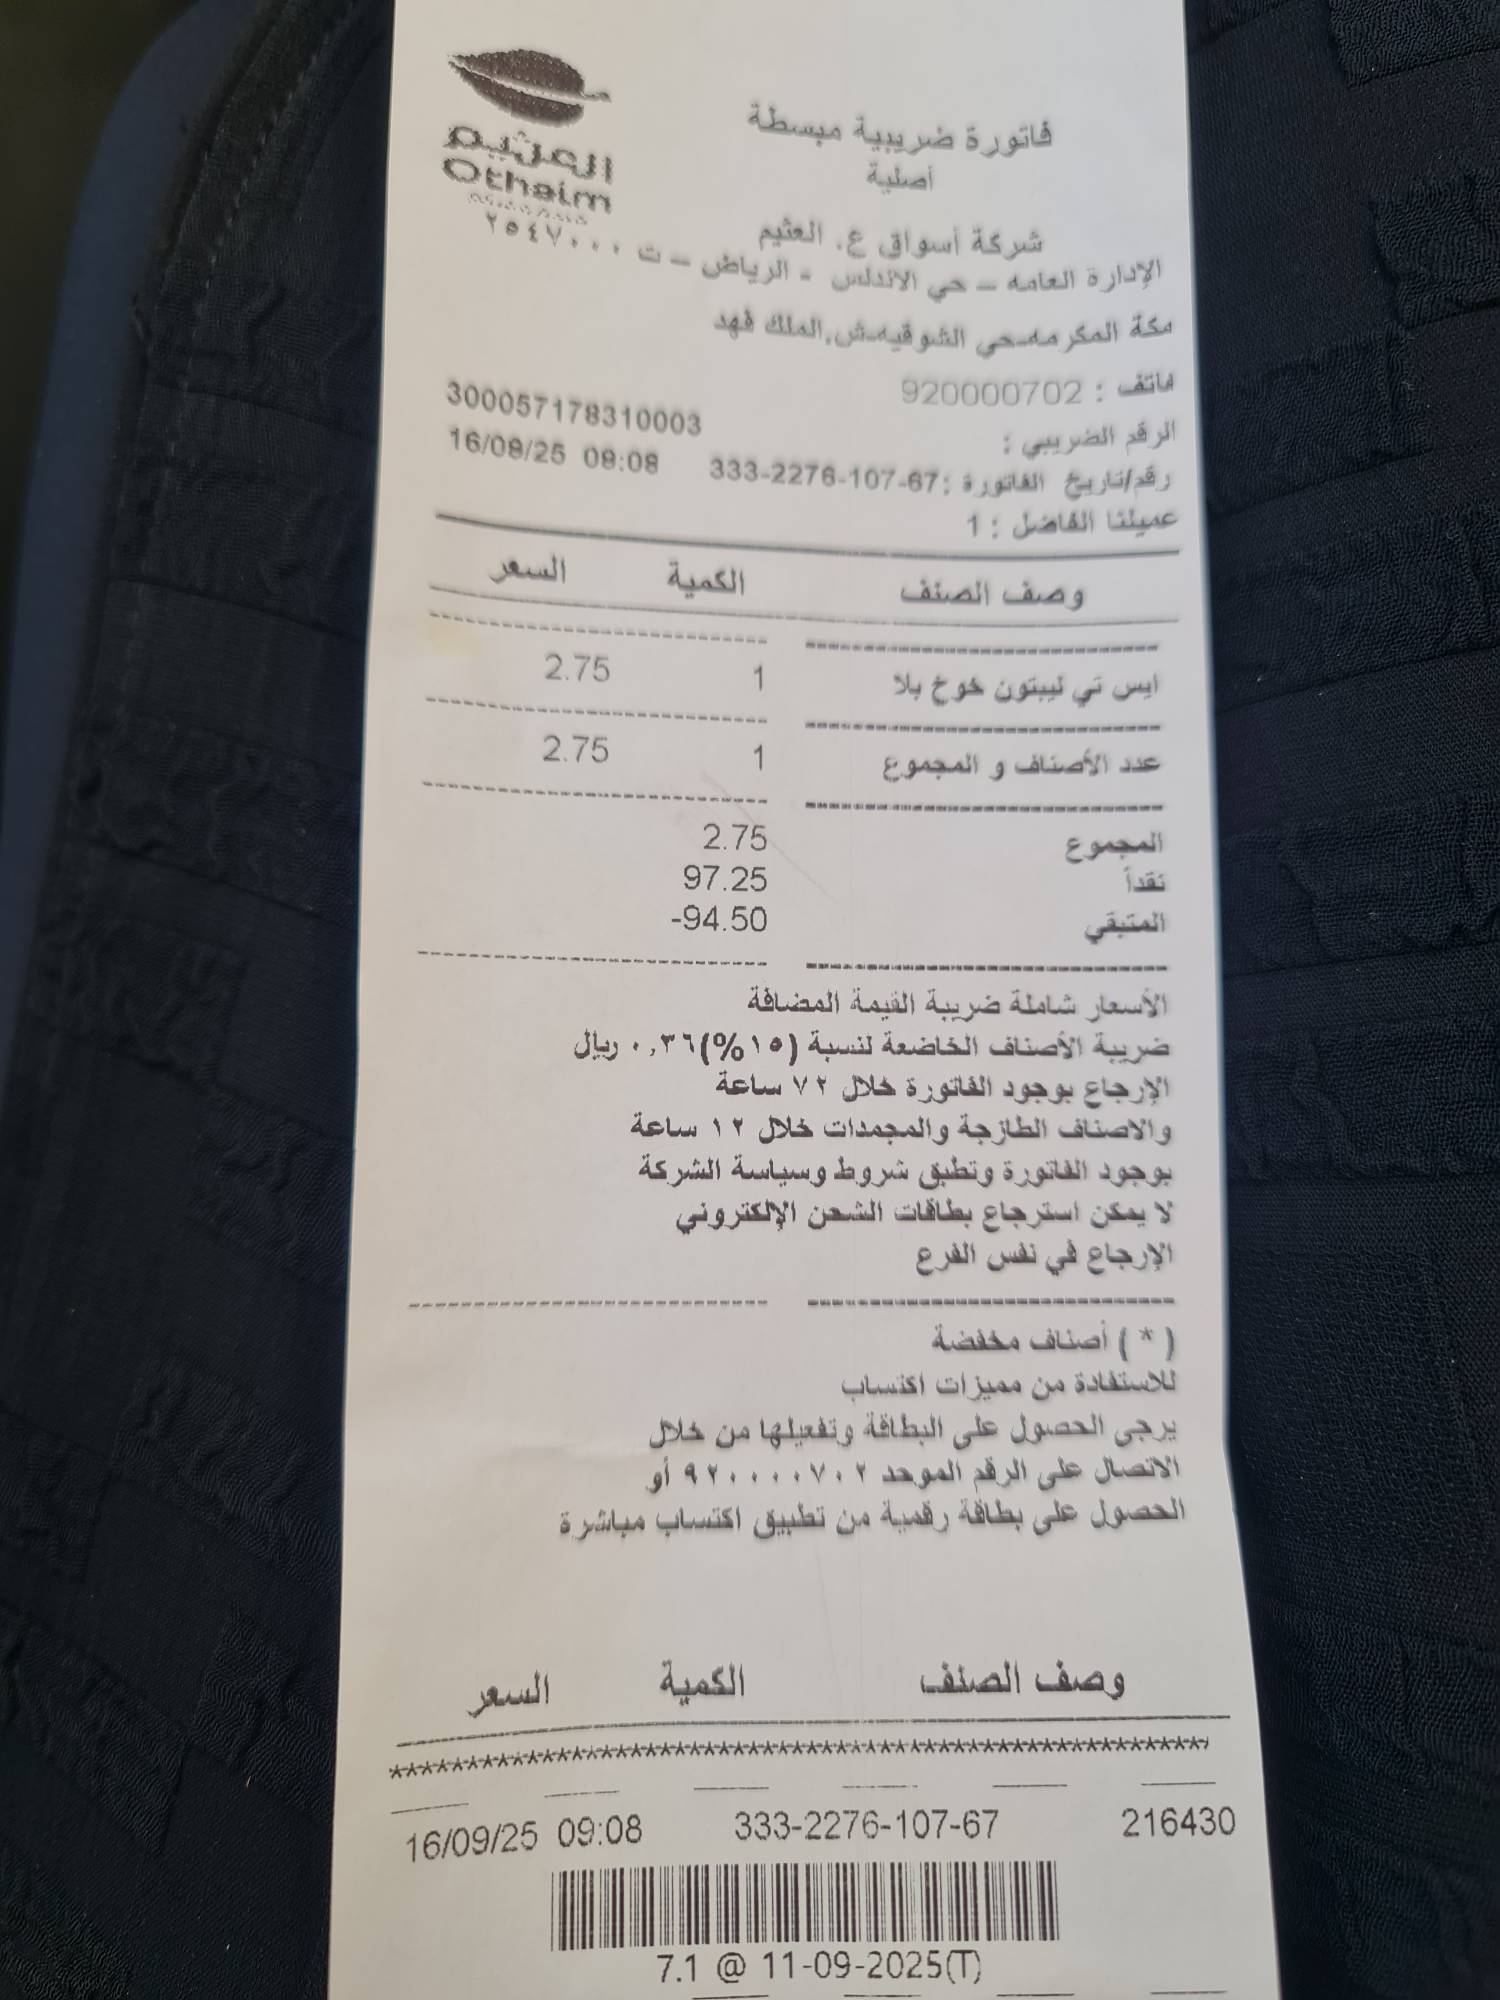 العثيم
Othaim
فاتورة ضريبية مبسطة
أصلية
شركة أسواق ع. العثيم
الإدارة العامه – حي الاندلس - الرياض – ت ٢٥٤٧٠٠٠
مكة المكرمه-حي الشوقيه-ش.الملك فهد
هاتف : 920000702
الرقم الضريبي : 300057178310003
رقم/تاريخ الفاتورة :333-2276-107-67 16/09/25 09:08
عميلنا الفاضل : 1
وصف الصنف الكمية السعر
ايس تي ليبتون خوخ بلا 1 2.75
عدد الأصناف و المجموع 1 2.75
المجموع 2.75
نقداً 97.25
المتبقي -94.50
الأسعار شاملة ضريبة القيمة المضافة
ضريبة الأصناف الخاضعة لنسبة (١٥%)٠,٣٦ ريال
الإرجاع بوجود الفاتورة خلال ٧٢ ساعة
والاصناف الطازجة والمجمدات خلال ١٢ ساعة
بوجود الفاتورة وتطبق شروط وسياسة الشركة
لا يمكن استرجاع بطاقات الشحن الإلكتروني
الإرجاع في نفس الفرع
( * ) أصناف مخفضة
للاستفادة من مميزات اكتساب
يرجى الحصول على البطاقة وتفعيلها من خلال
الاتصال على الرقم الموحد ٩٢٠٠٠٠٧٠٢ أو
الحصول على بطاقة رقمية من تطبيق اكتساب مباشرة
وصف الصنف الكمية السعر
*******************************************************
16/09/25 09:08 333-2276-107-67 216430
7.1 @ 11-09-2025(T)